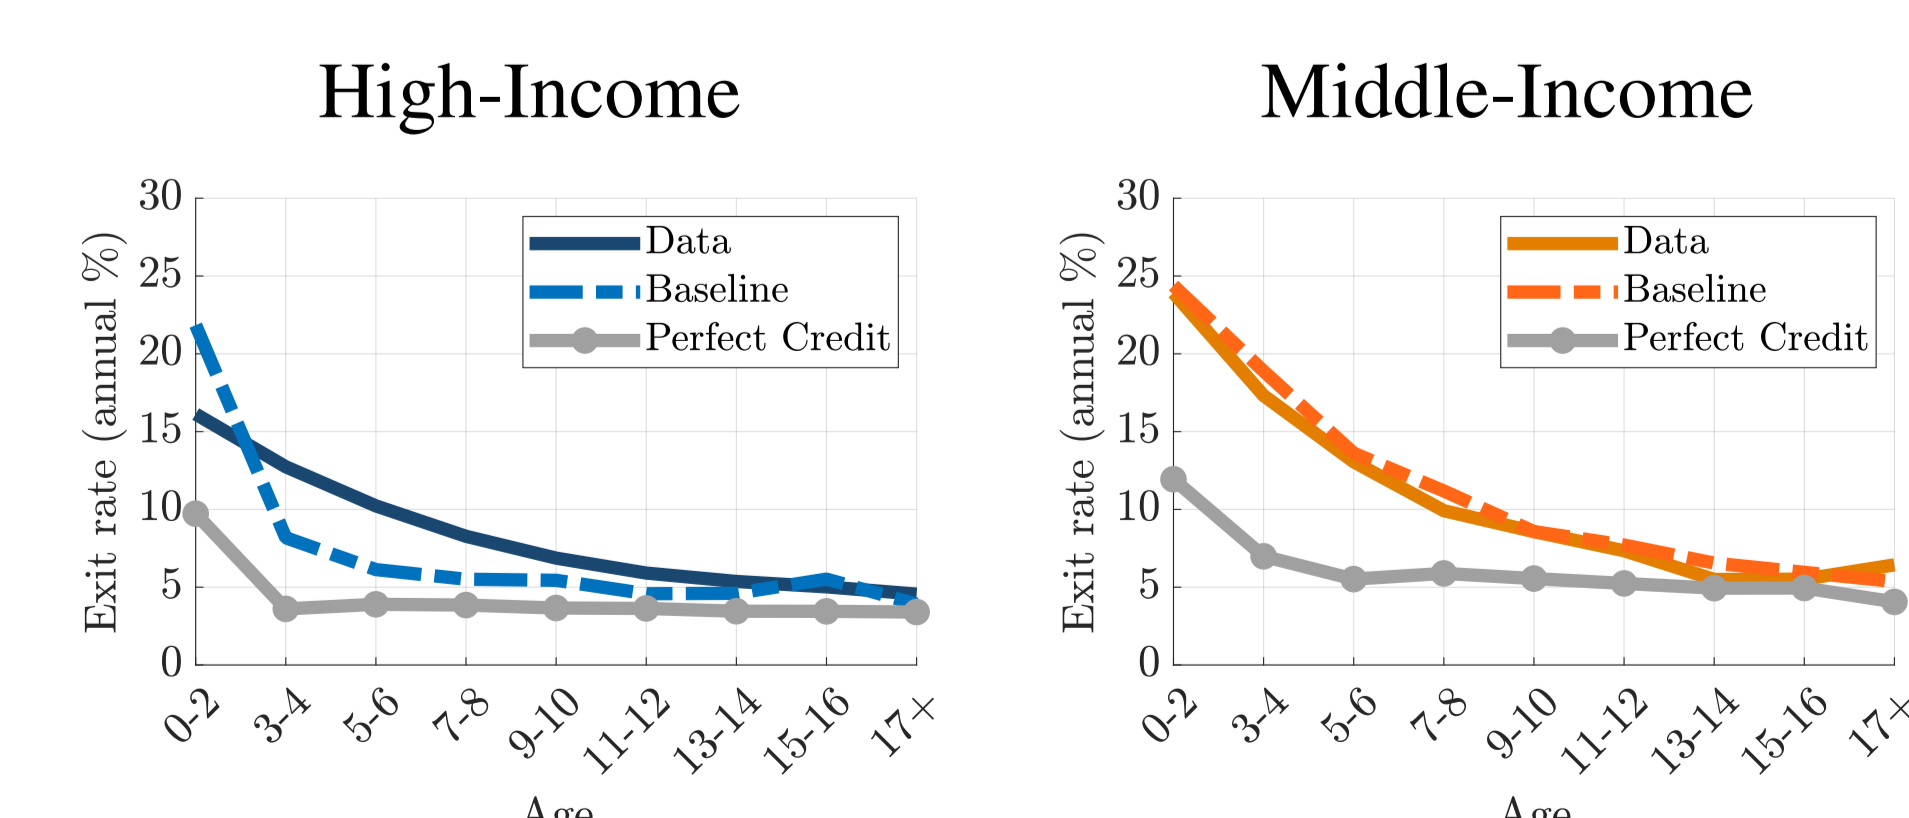 High-Income
Exit rate (annual %)
30
25
20
15
10
5
0
Data
Baseline
Perfect Credit
0-2
3-4
5-6
7-8
9-10
11-12
13-14
15-16
17+
Age
Middle-Income
Exit rate (annual %)
30
25
20
15
10
5
0
Data
Baseline
Perfect Credit
0-2
3-4
5-6
7-8
9-10
11-12
13-14
15-16
17+
Age